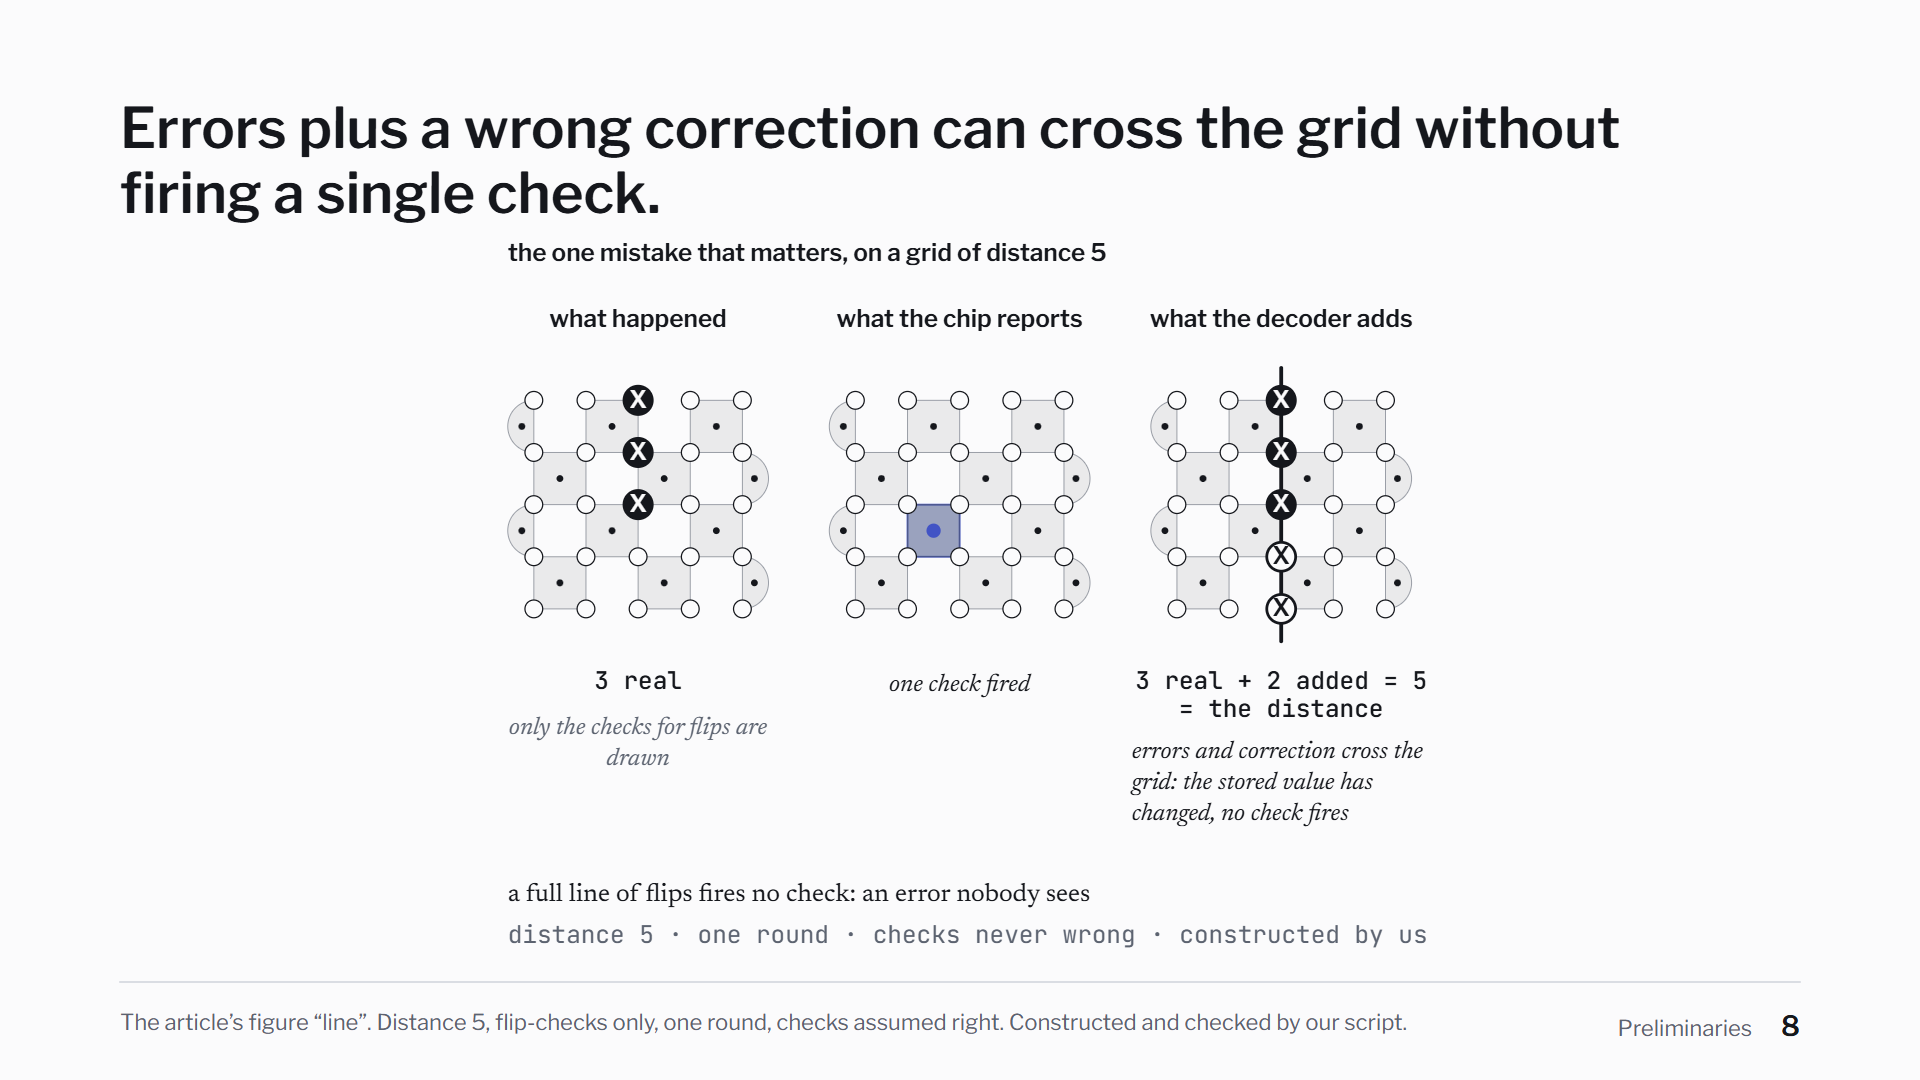 Errors plus a wrong correction can cross the grid without
firing a single check.
the one mistake that matters, on a grid of distance 5
what happened
what the chip reports
what the decoder adds
X
X
X
X
X
X
X
X
3 real
one check fired
3 real + 2 added = 5
= the distance
only the checks for flips are
drawn
errors and correction cross the
grid: the stored value has
changed, no check fires
a full line of flips fires no check: an error nobody sees
distance 5 · one round · checks never wrong · constructed by us
The article’s figure “line”. Distance 5, flip-checks only, one round, checks assumed right. Constructed and checked by our script.
Preliminaries 8